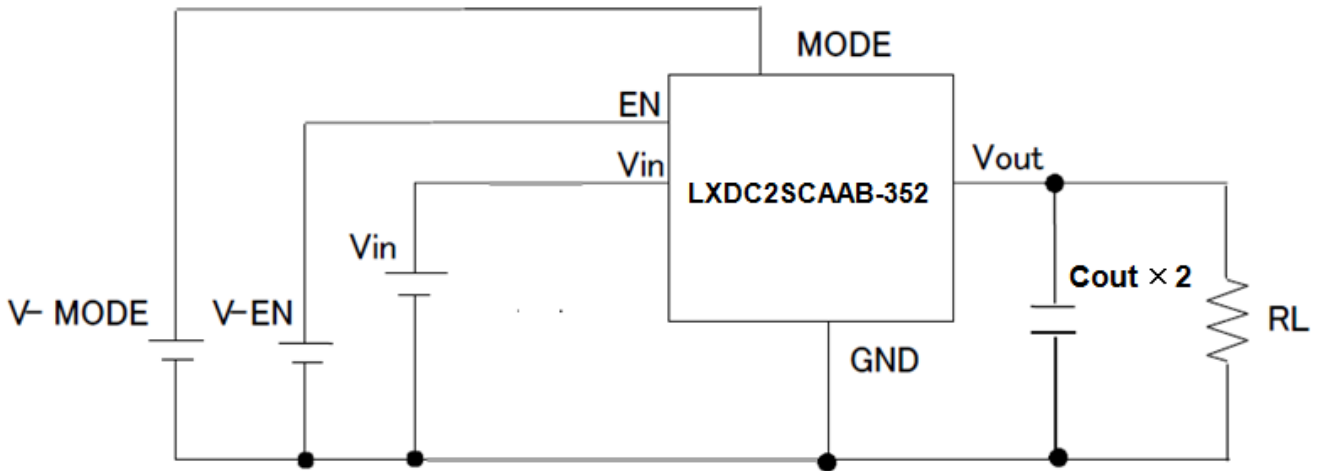 MODE
EN
Vin
LXDC2SCAAB-352
Vout
Vin
V- MODE
V-EN
Cout × 2
RL
GND